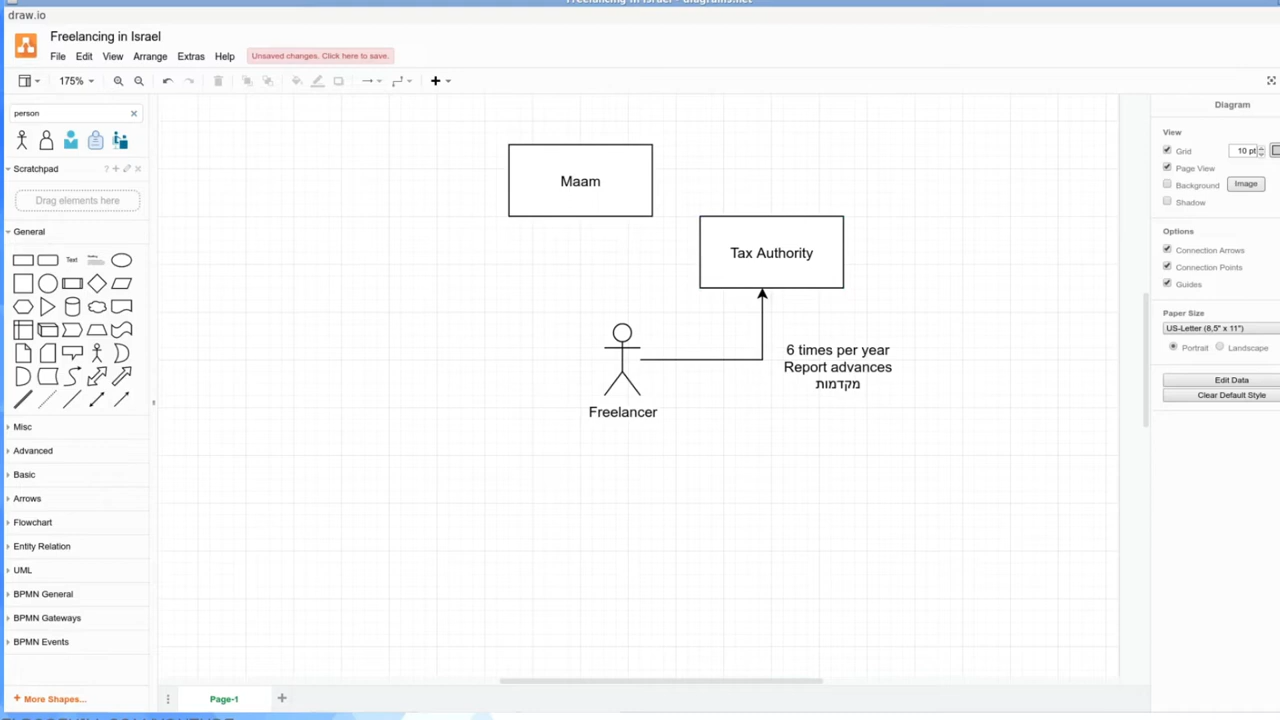 draw.io
Freelancing in Israel
File Edit View Arrange Extras Help Unsaved changes. Click here to save.
175%
person
Scratchpad
Drag elements here
General
Text
Misc
Advanced
Basic
Arrows
Flowchart
Entity Relation
UML
BPMN General
BPMN Gateways
BPMN Events
More Shapes...
Maam
Tax Authority
6 times per year
Report advances
מקדמות
Freelancer
Page-1
Diagram
View
Grid 10 pt
Page View
Background Image
Shadow
Options
Connection Arrows
Connection Points
Guides
Paper Size
US-Letter (8,5" x 11")
Portrait Landscape
Edit Data
Clear Default Style